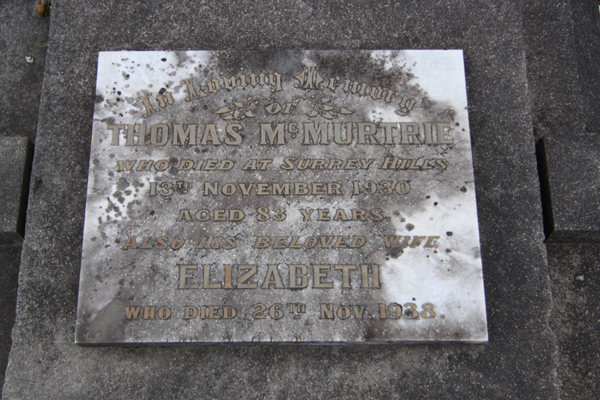 In Loving Memory
of
THOMAS McMURTRIE
WHO DIED AT SURREY HILLS
13TH NOVEMBER 1930
AGED 83 YEARS.
ALSO HIS BELOVED WIFE
ELIZABETH
WHO DIED 26TH NOV. 1938.